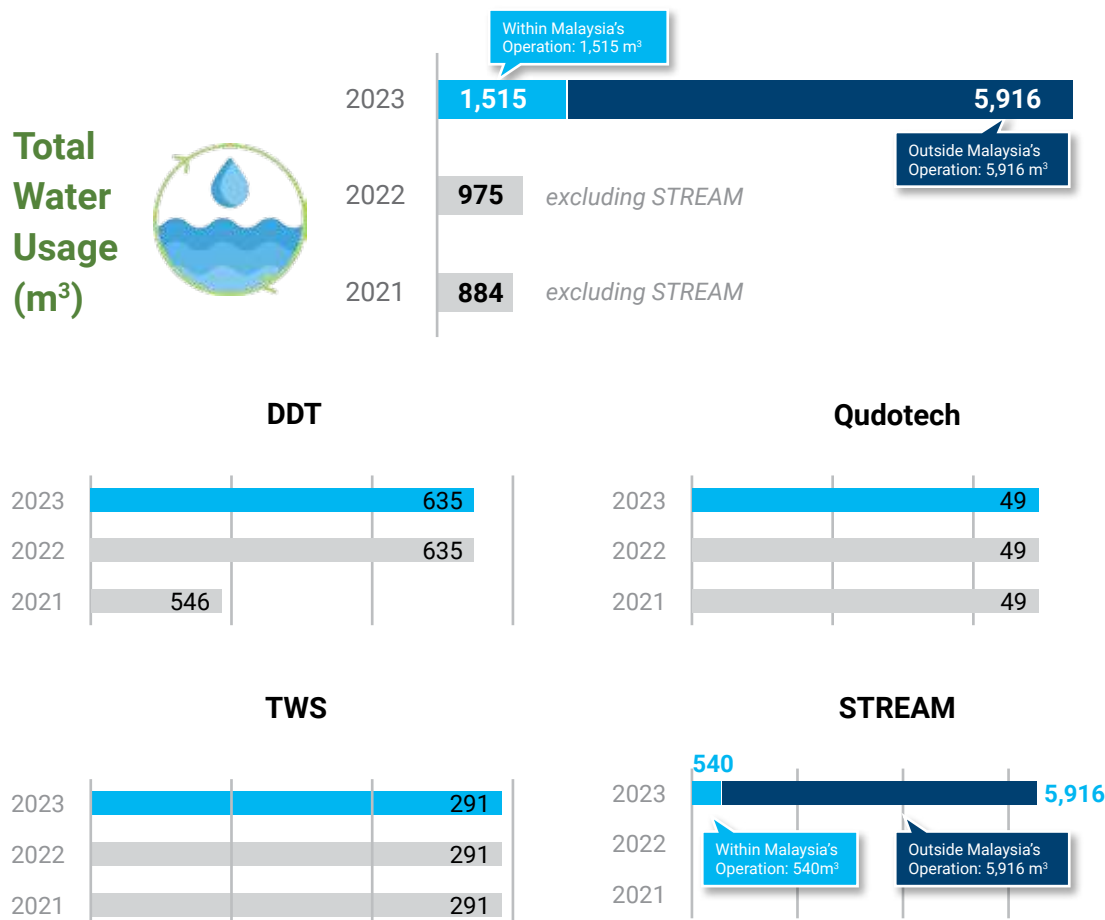 Total
Water
Usage
(m³)
Within Malaysia's
Operation: 1,515 m³
2023
1,515
5,916
Outside Malaysia's
Operation: 5,916 m³
2022
975
excluding STREAM
2021
884
excluding STREAM
DDT
2023
635
2022
635
2021
546
Qudotech
2023
49
2022
49
2021
49
TWS
2023
291
2022
291
2021
291
STREAM
540
2023
5,916
2022
Within Malaysia's
Operation: 540m³
Outside Malaysia's
Operation: 5,916 m³
2021